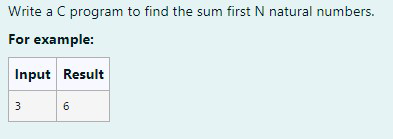 Write a C program to find the sum first N natural numbers.
For example:
Input Result
3 6